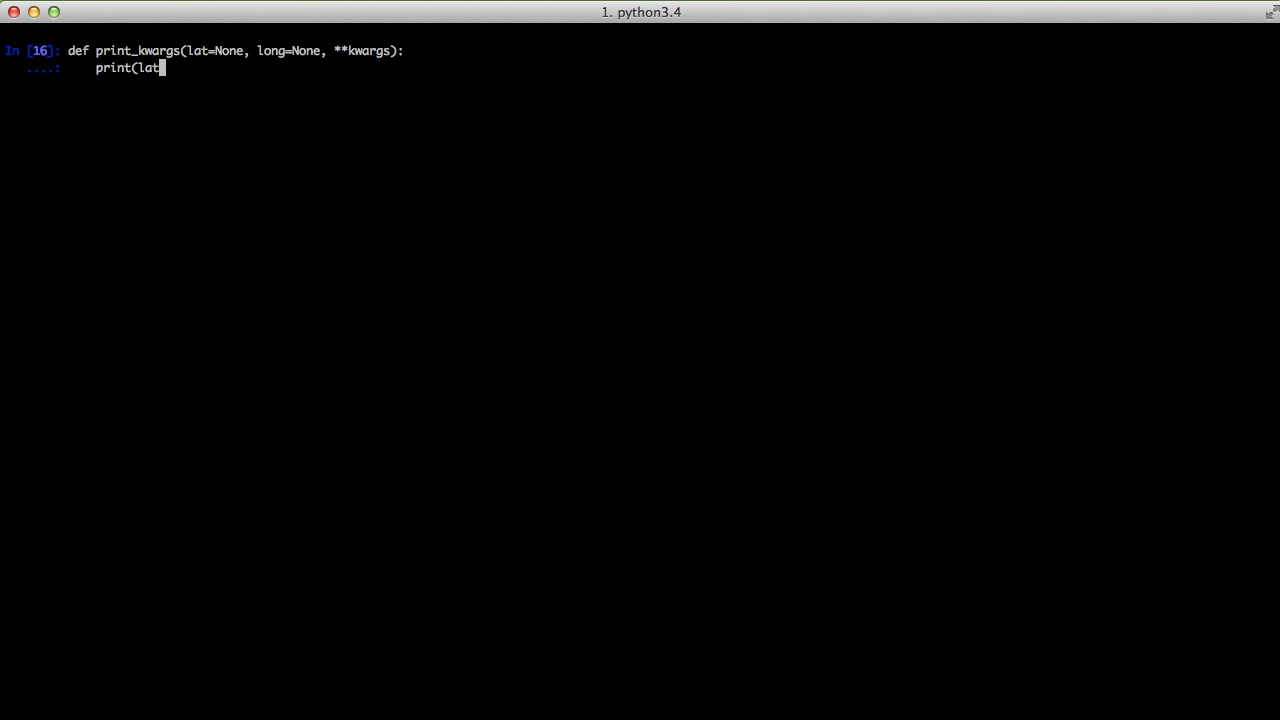 1. python3.4
In [16]: def print_kwargs(lat=None, long=None, **kwargs):
....: print(lat